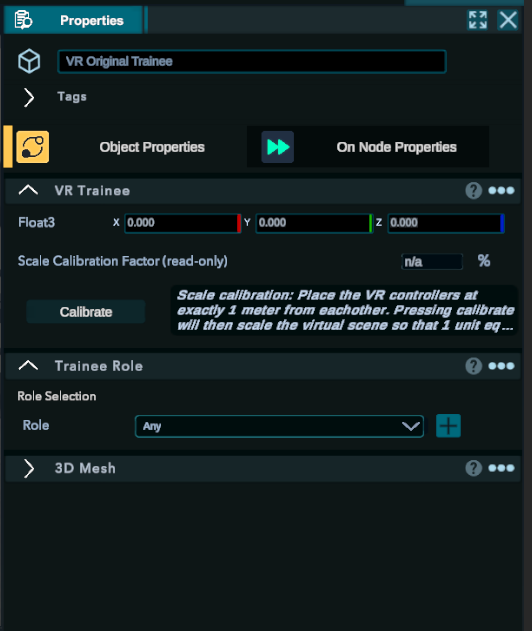 Properties
VR Original Trainee
Tags
Object Properties
On Node Properties
VR Trainee
?
Float3 X 0.000 Y 0.000 Z 0.000
Scale Calibration Factor (read-only) n/a %
Calibrate
Scale calibration: Place the VR controllers at
exactly 1 meter from eachother. Pressing calibrate
will then scale the virtual scene so that 1 unit eq...
Trainee Role
?
Role Selection
Role Any +
3D Mesh
?